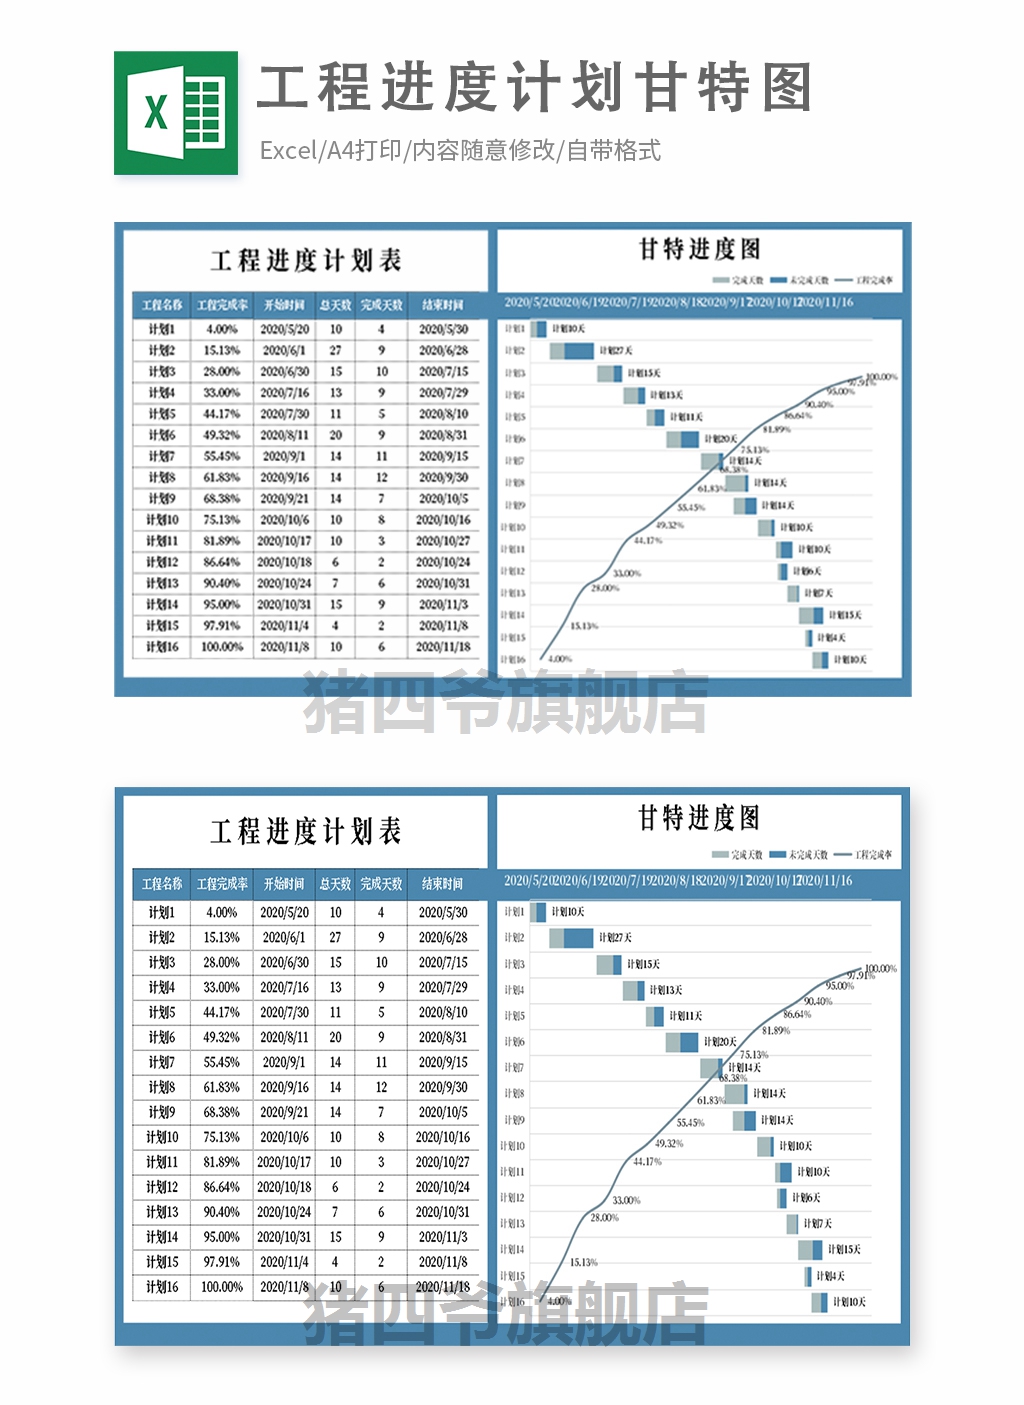 X
工程进度计划甘特图
Excel/A4打印/内容随意修改/自带格式
工程进度计划表
工程名称 工程完成率 开始时间 总天数 完成天数 结束时间
计划1 4.00% 2020/5/20 10 4 2020/5/30
计划2 15.13% 2020/6/1 27 9 2020/6/28
计划3 28.00% 2020/6/30 15 10 2020/7/15
计划4 33.00% 2020/7/16 13 9 2020/7/29
计划5 44.17% 2020/7/30 11 5 2020/8/10
计划6 49.32% 2020/8/11 20 9 2020/8/31
计划7 55.45% 2020/9/1 14 11 2020/9/15
计划8 61.83% 2020/9/16 14 12 2020/9/30
计划9 68.38% 2020/9/21 14 7 2020/10/5
计划10 75.13% 2020/10/6 10 8 2020/10/16
计划11 81.89% 2020/10/17 10 3 2020/10/27
计划12 86.64% 2020/10/18 6 2 2020/10/24
计划13 90.40% 2020/10/24 7 6 2020/10/31
计划14 95.00% 2020/10/31 15 9 2020/11/3
计划15 97.91% 2020/11/4 4 2 2020/11/8
计划16 100.00% 2020/11/8 10 6 2020/11/18
甘特进度图
完成天数 未完成天数 工程完成率
2020/5/20 2020/6/19 2020/7/19 2020/8/18 2020/9/17 2020/10/17 2020/11/16
计划1 计划10天
计划2 计划27天
计划3 计划15天
100.00%
97.91%
计划4 计划13天 95.00%
90.40%
计划5 计划11天 86.64%
81.89%
计划6 计划20天
75.13%
计划7 计划14天
68.38%
计划8 61.83% 计划14天
计划9 55.45% 计划14天
计划10 49.32% 计划10天
44.17%
计划11 计划10天
计划12 33.00% 计划6天
计划13 28.00% 计划7天
计划14 计划15天
15.13%
计划15 计划4天
计划16 4.00% 计划10天
猪四爷旗舰店
工程进度计划表
工程名称 工程完成率 开始时间 总天数 完成天数 结束时间
计划1 4.00% 2020/5/20 10 4 2020/5/30
计划2 15.13% 2020/6/1 27 9 2020/6/28
计划3 28.00% 2020/6/30 15 10 2020/7/15
计划4 33.00% 2020/7/16 13 9 2020/7/29
计划5 44.17% 2020/7/30 11 5 2020/8/10
计划6 49.32% 2020/8/11 20 9 2020/8/31
计划7 55.45% 2020/9/1 14 11 2020/9/15
计划8 61.83% 2020/9/16 14 12 2020/9/30
计划9 68.38% 2020/9/21 14 7 2020/10/5
计划10 75.13% 2020/10/6 10 8 2020/10/16
计划11 81.89% 2020/10/17 10 3 2020/10/27
计划12 86.64% 2020/10/18 6 2 2020/10/24
计划13 90.40% 2020/10/24 7 6 2020/10/31
计划14 95.00% 2020/10/31 15 9 2020/11/3
计划15 97.91% 2020/11/4 4 2 2020/11/8
计划16 100.00% 2020/11/8 10 6 2020/11/18
甘特进度图
完成天数 未完成天数 工程完成率
2020/5/20 2020/6/19 2020/7/19 2020/8/18 2020/9/17 2020/10/17 2020/11/16
计划1 计划10天
计划2 计划27天
计划3 计划15天
100.00%
97.91%
计划4 计划13天 95.00%
90.40%
计划5 计划11天 86.64%
81.89%
计划6 计划20天
75.13%
计划7 计划14天
68.38%
计划8 61.83% 计划14天
计划9 55.45% 计划14天
计划10 49.32% 计划10天
44.17%
计划11 计划10天
计划12 33.00% 计划6天
计划13 28.00% 计划7天
计划14 计划15天
15.13%
计划15 计划4天
计划16 4.00% 计划10天
猪四爷旗舰店